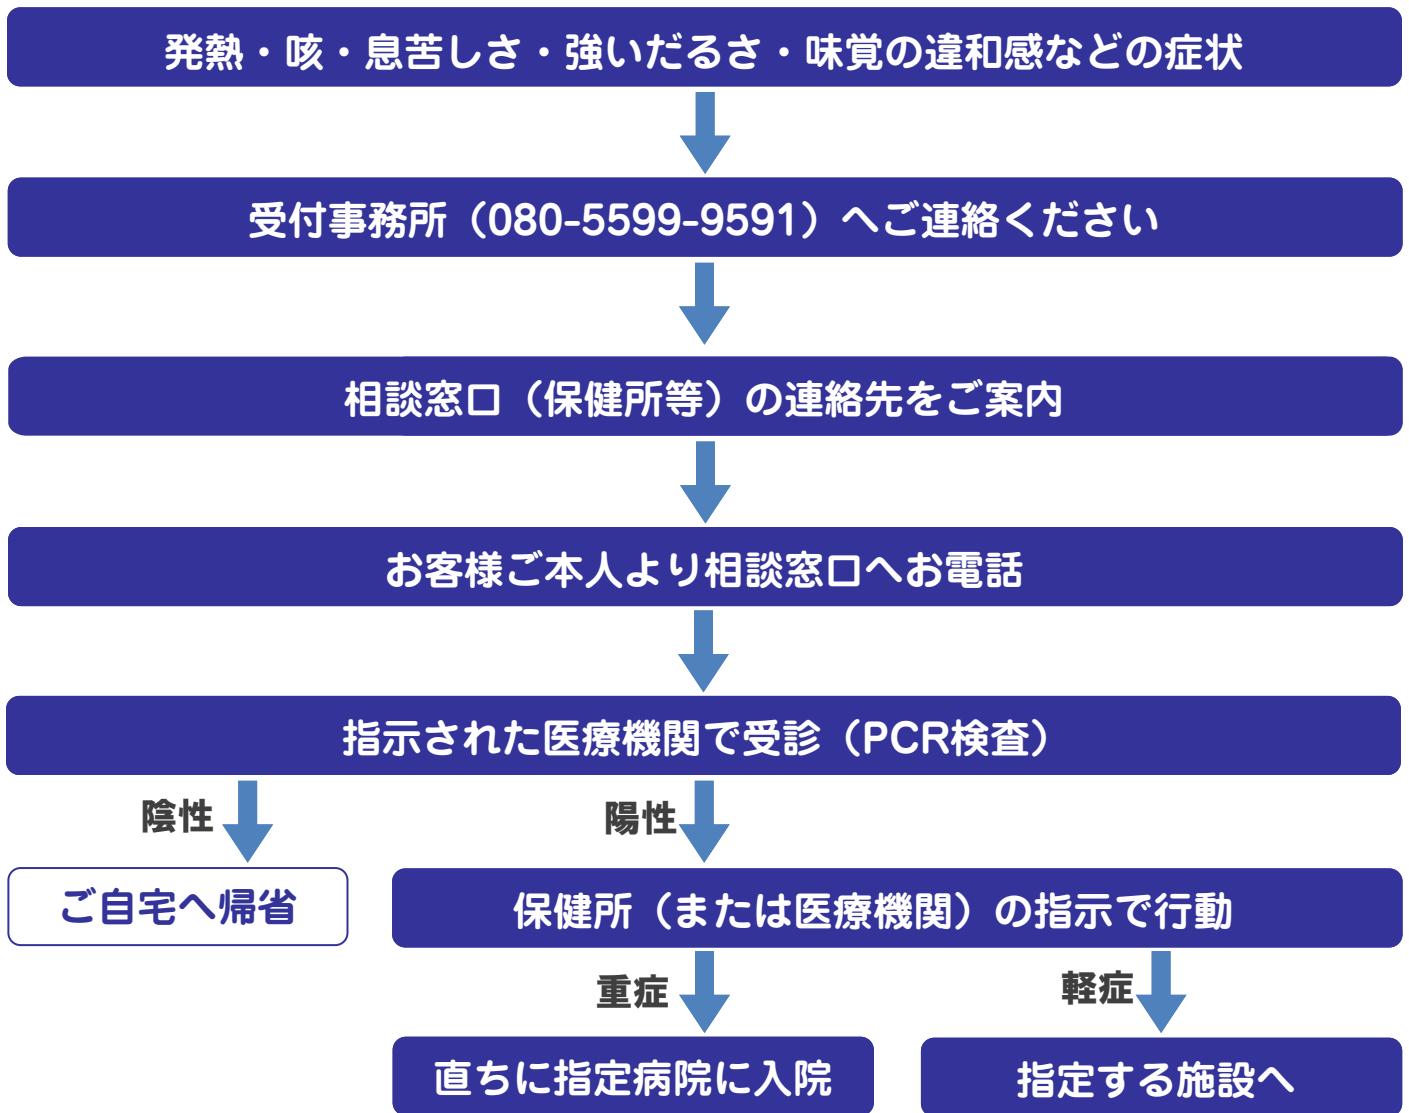 発熱・咳・息苦しさ・強いだるさ・味覚の違和感などの症状
受付事務所（080-5599-9591）へご連絡ください
相談窓口（保健所等）の連絡先をご案内
お客様ご本人より相談窓口へお電話
指示された医療機関で受診（PCR検査）
陰性
陽性
ご自宅へ帰省
保健所（または医療機関）の指示で行動
重症
軽症
直ちに指定病院に入院
指定する施設へ